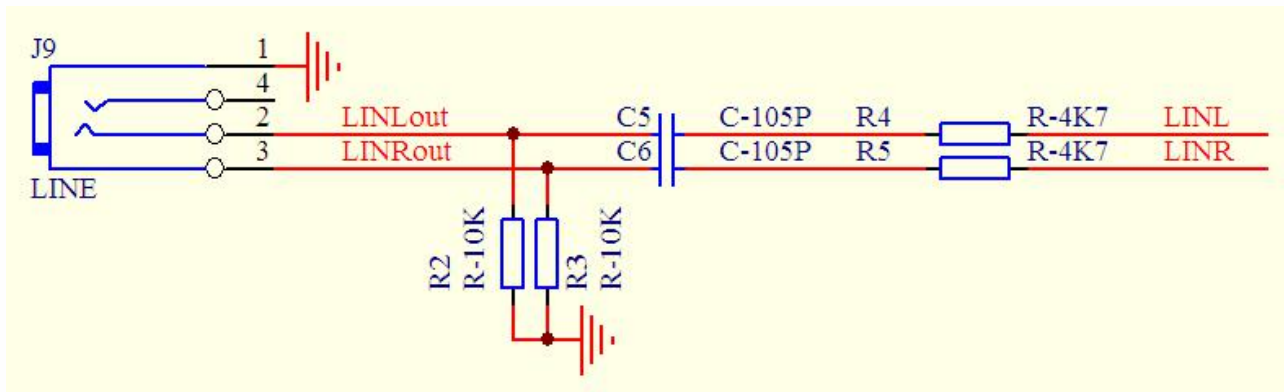 J9 1
4
2 LINLout C5 C-105P R4 R-4K7 LINL
3 LINRout C6 C-105P R5 R-4K7 LINR
LINE
R2 R-10K R3 R-10K